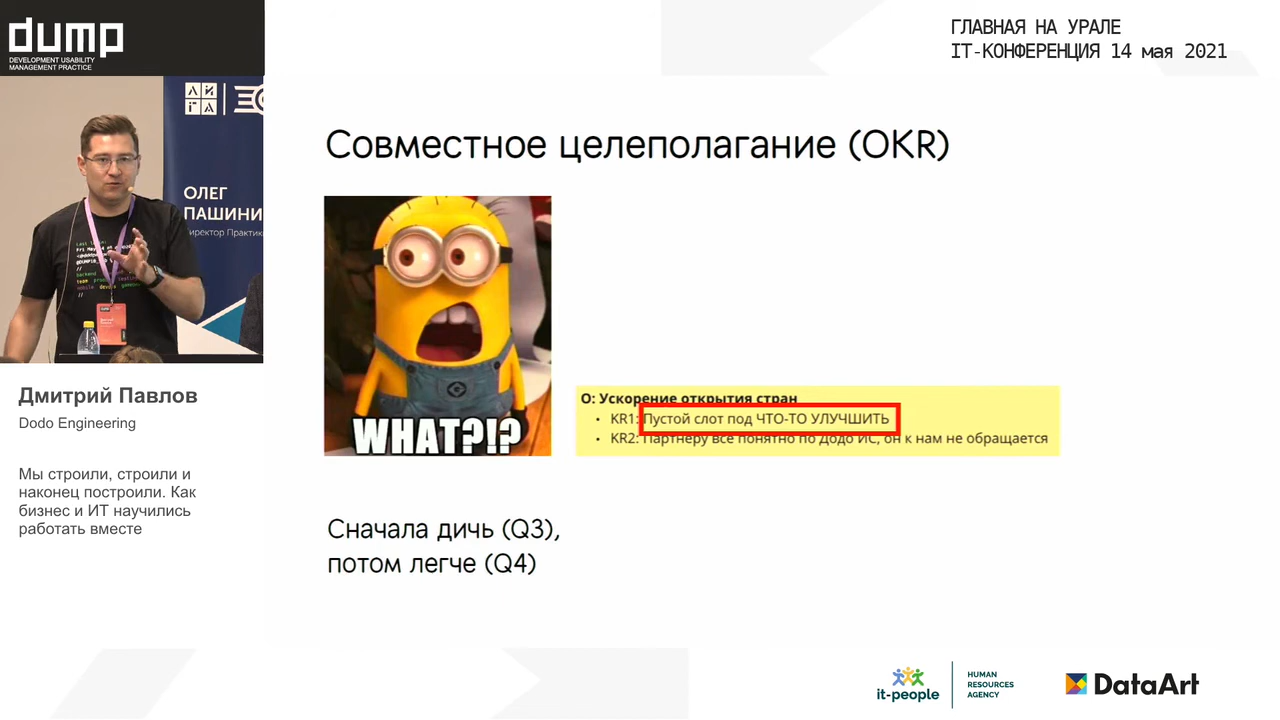 dump
DEVELOPMENT USABILITY
MANAGEMENT PRACTICE
ГЛАВНАЯ НА УРАЛЕ
IT-КОНФЕРЕНЦИЯ 14 мая 2021
АЙ
ГА
ОЛЕГ
ПАШИНИ
иректор Практик
Совместное целеполагание (OKR)
WHAT?!?
O: Ускорение открытия стран
• KR1: Пустой слот под ЧТО-ТО УЛУЧШИТЬ
• KR2: Партнеру все понятно по Додо ИС, он к нам не обращается
Сначала дичь (Q3),
потом легче (Q4)
Дмитрий Павлов
Dodo Engineering
Мы строили, строили и
наконец построили. Как
бизнес и ИТ научились
работать вместе
it-people
HUMAN
RESOURCES
AGENCY
DataArt